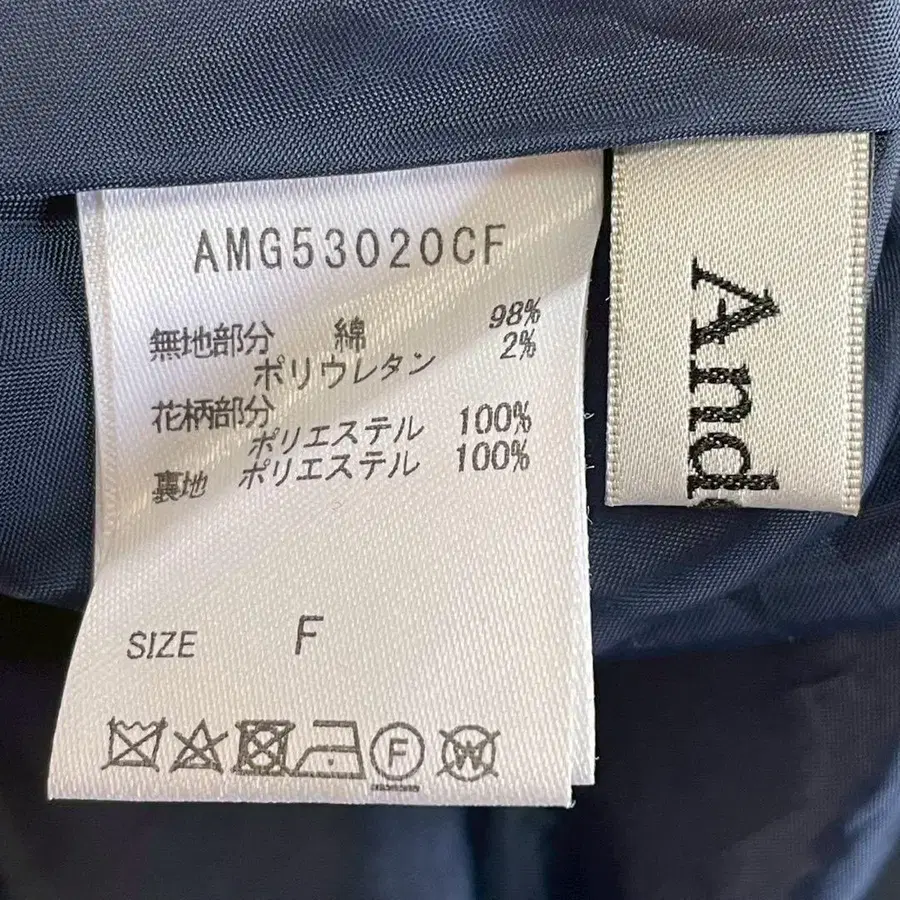 AMG53020CF
無地部分 綿 98%
ポリウレタン 2%
花柄部分
ポリエステル 100%
裏地 ポリエステル 100%
SIZE F
F
W
And